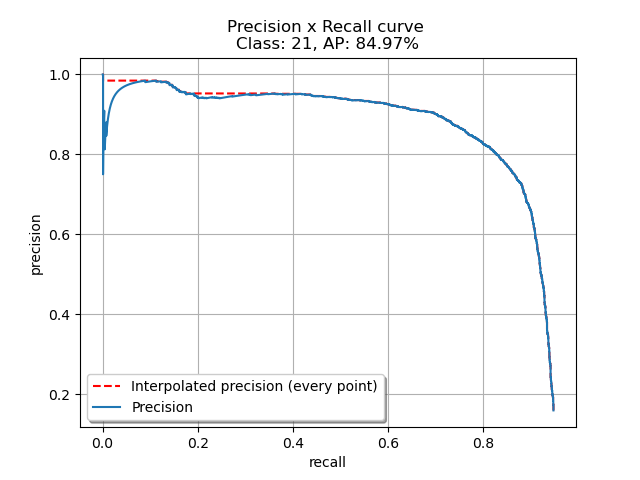 Precision x Recall curve
Class: 21, AP: 84.97%
1.0
0.8
0.6
0.4
0.2
precision
Interpolated precision (every point)
Precision
0.0 0.2 0.4 0.6 0.8
recall